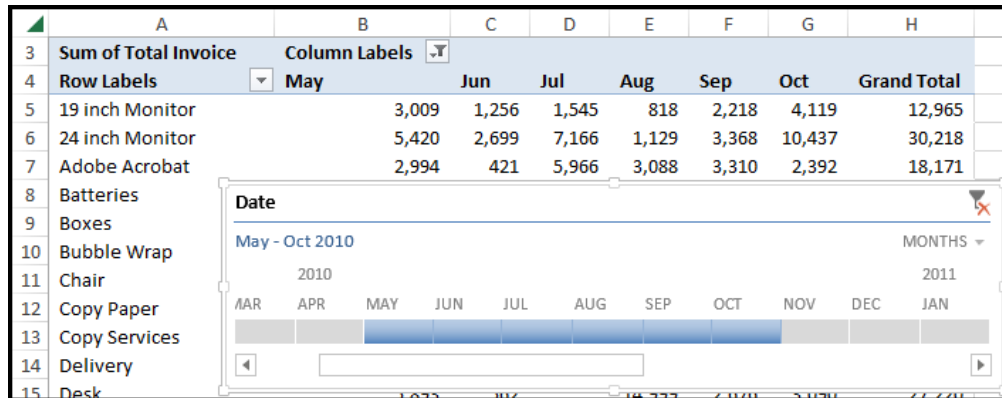 A B C D E F G H
3 Sum of Total Invoice Column Labels
4 Row Labels May Jun Jul Aug Sep Oct Grand Total
5 19 inch Monitor 3,009 1,256 1,545 818 2,218 4,119 12,965
6 24 inch Monitor 5,420 2,699 7,166 1,129 3,368 10,437 30,218
7 Adobe Acrobat 2,994 421 5,966 3,088 3,310 2,392 18,171
8 Batteries
Date
9 Boxes
May - Oct 2010 MONTHS
10 Bubble Wrap
11 Chair 2010 2011
12 Copy Paper MAR APR MAY JUN JUL AUG SEP OCT NOV DEC JAN
13 Copy Services
14 Delivery
15 Desk